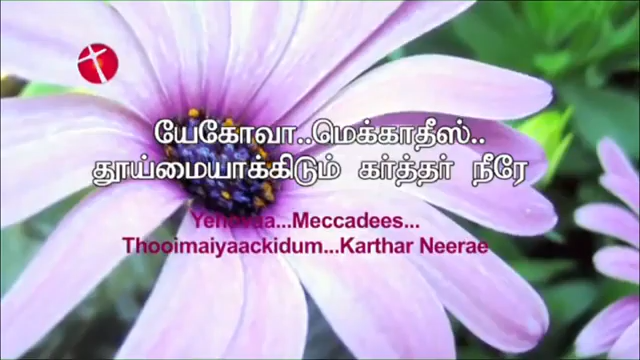 யேகோவா..மெக்காதீஸ்..
தூய்மையாக்கிடும் கர்த்தர் நீரே
Yehovaa...Meccadees...
Thooimaiyaackidum...Karthar Neerae